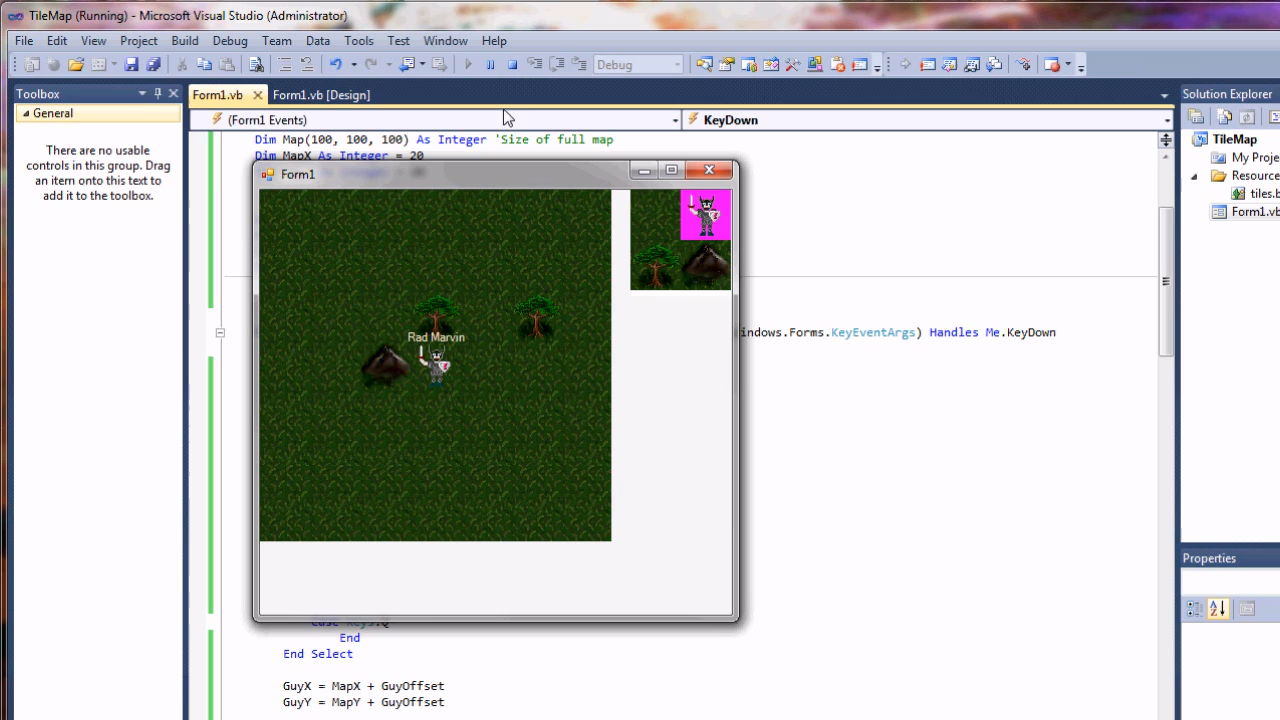 TileMap (Running) - Microsoft Visual Studio (Administrator)
File Edit View Project Build Debug Team Data Tools Test Window Help
Debug
Toolbox
General
There are no usable
controls in this group. Drag
an item onto this text to
add it to the toolbox.
Form1.vb Form1.vb [Design]
(Form1 Events) KeyDown
Dim Map(100, 100, 100) As Integer 'Size of full map
Dim MapX As Integer = 20
Form1
Rad Marvin
indows.Forms.KeyEventArgs) Handles Me.KeyDown
End
End Select
GuyX = MapX + GuyOffset
GuyY = MapY + GuyOffset
Solution Explorer
TileMap
My Proje
Resource
tiles.b
Form1.vb
Properties